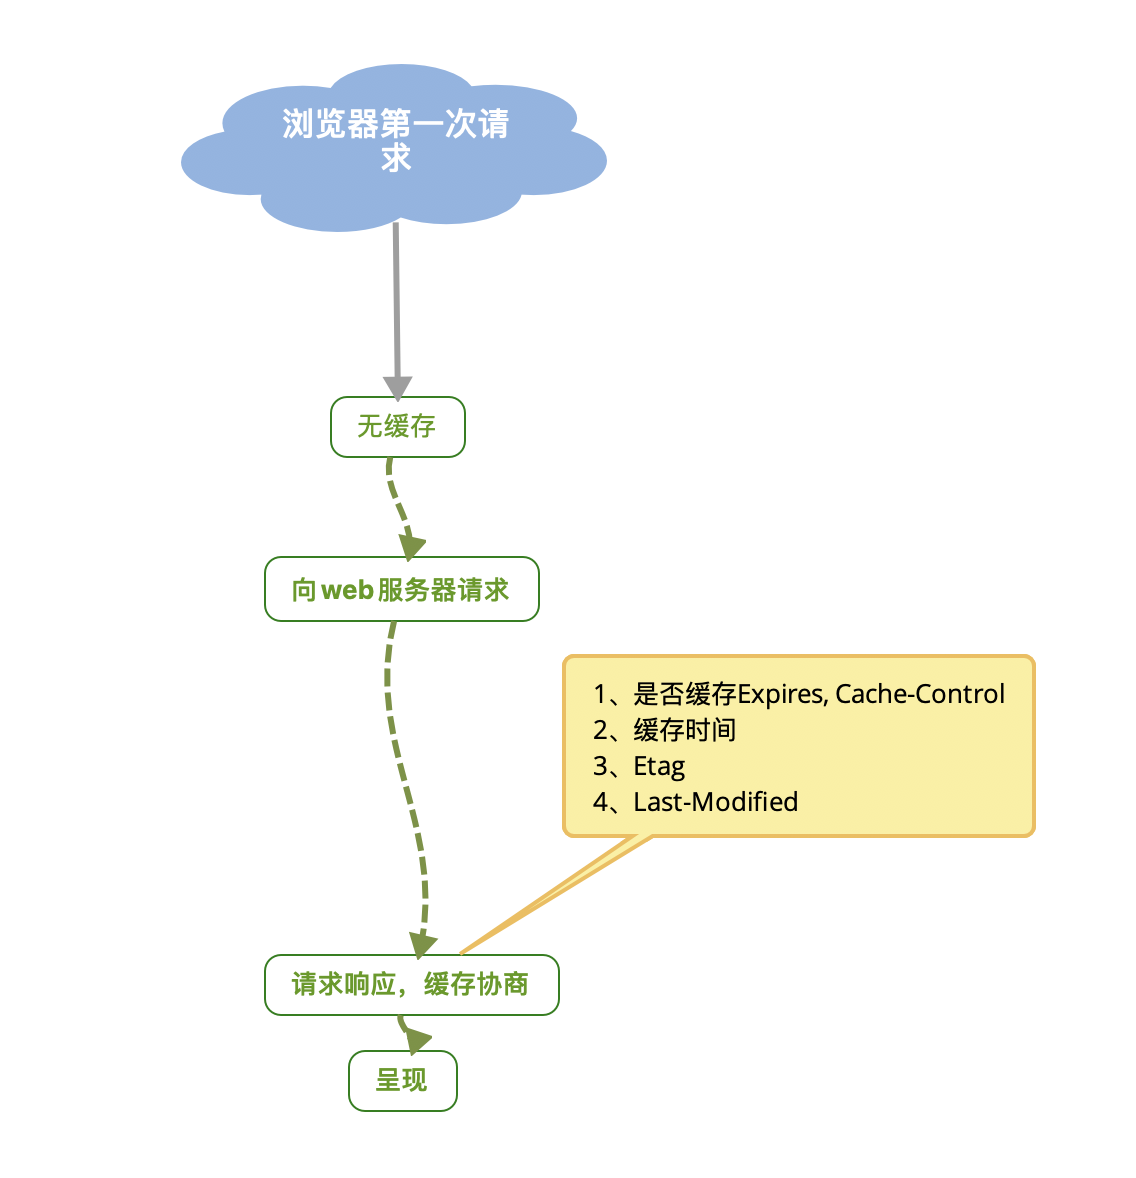 浏览器第一次请
求
无缓存
向web服务器请求
1、是否缓存Expires, Cache-Control
2、缓存时间
3、Etag
4、Last-Modified
请求响应，缓存协商
呈现